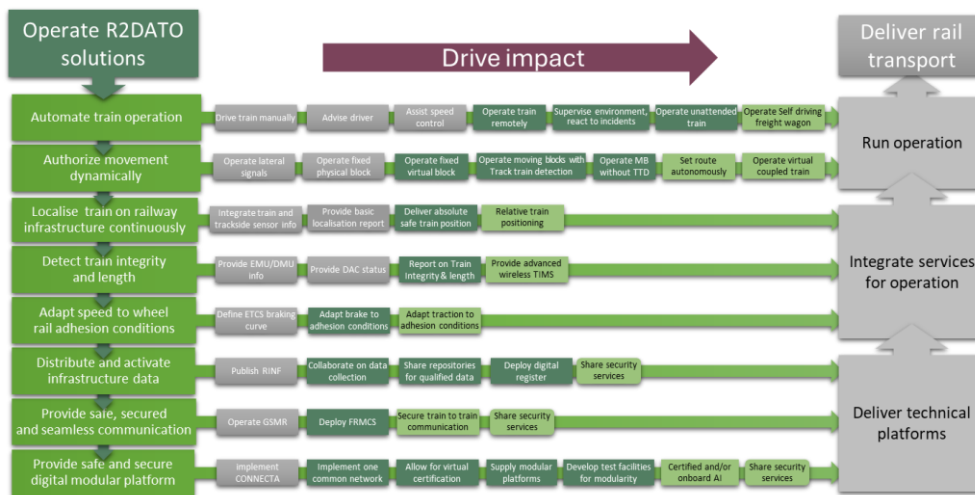 Operate R2DATO
solutions
Drive impact
Deliver rail
transport
Automate train operation
Drive train manually
Advise driver
Assist speed
control
Operate train
remotely
Supervise environment,
react to incidents
Operate unattended
train
Operate Self driving
freight wagon
Run operation
Authorize movement
dynamically
Operate lateral
signals
Operate fixed
physical block
Operate fixed
virtual block
Operate moving blocks with
Track train detection
Operate MB
without TTD
Set route
autonomously
Operate virtual
coupled train
Localise train on railway
infrastructure continuously
Integrate train and
trackside sensor info
Provide basic
localisation report
Deliver absolute
safe train position
Relative train
positioning
Detect train integrity
and length
Provide EMU/DMU
info
Provide DAC status
Report on Train
Integrity & length
Provide advanced
wireless TIMS
Integrate services
for operation
Adapt speed to wheel
rail adhesion conditions
Define ETCS braking
curve
Adapt brake to
adhesion conditions
Adapt traction to
adhesion conditions
Distribute and activate
infrastructure data
Publish RINF
Collaborate on data
collection
Share repositories
for qualified data
Deploy digital
register
Share security
services
Provide safe, secured
and seamless communication
Operate GSMR
Deploy FRMCS
Secure train to train
communication
Share security
services
Deliver technical
platforms
Provide safe and secure
digital modular platform
implement
CONNECTA
Implement one
common network
Allow for virtual
certification
Supply modular
platforms
Develop test facilities
for modularity
Certified and/or
onboard AI
Share security
services